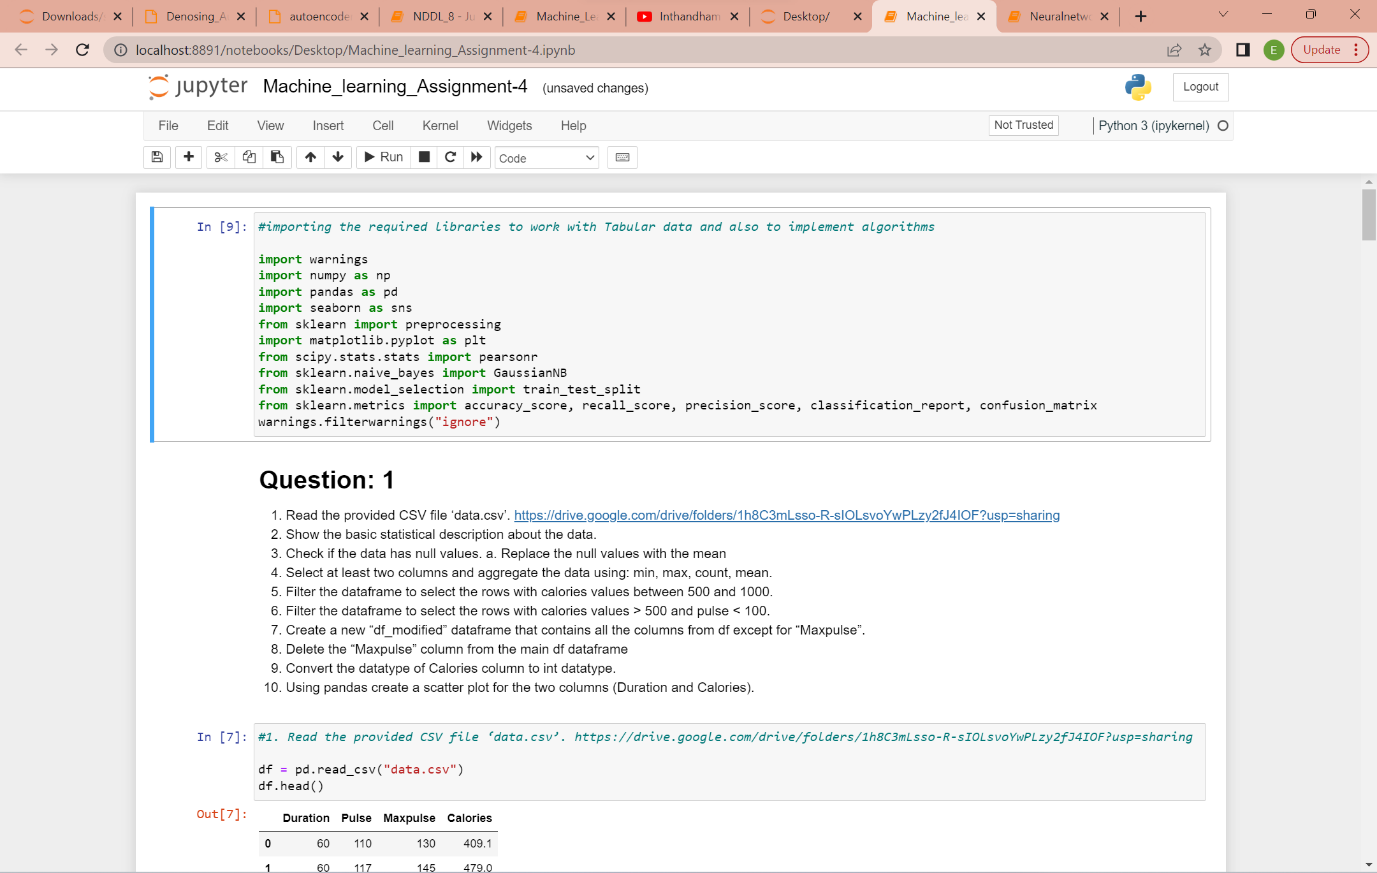 Downloads/
Denosing_A
autoencode
NDDL_8 - Ju
Machine_Le
Inthandham
Desktop/
Machine_lea
Neuralnetwo
localhost:8891/notebooks/Desktop/Machine_learning_Assignment-4.ipynb
E
Update
jupyter Machine_learning_Assignment-4 (unsaved changes)
Logout
File Edit View Insert Cell Kernel Widgets Help
Not Trusted
Python 3 (ipykernel)
Run
Code
In [9]:
#importing the required libraries to work with Tabular data and also to implement algorithms
import warnings
import numpy as np
import pandas as pd
import seaborn as sns
from sklearn import preprocessing
import matplotlib.pyplot as plt
from scipy.stats.stats import pearsonr
from sklearn.naive_bayes import GaussianNB
from sklearn.model_selection import train_test_split
from sklearn.metrics import accuracy_score, recall_score, precision_score, classification_report, confusion_matrix
warnings.filterwarnings("ignore")
Question: 1
1. Read the provided CSV file ‘data.csv’. https://drive.google.com/drive/folders/1h8C3mLsso-R-sIOLsvoYwPLzy2fJ4IOF?usp=sharing
2. Show the basic statistical description about the data.
3. Check if the data has null values. a. Replace the null values with the mean
4. Select at least two columns and aggregate the data using: min, max, count, mean.
5. Filter the dataframe to select the rows with calories values between 500 and 1000.
6. Filter the dataframe to select the rows with calories values > 500 and pulse < 100.
7. Create a new “df_modified” dataframe that contains all the columns from df except for “Maxpulse”.
8. Delete the “Maxpulse” column from the main df dataframe
9. Convert the datatype of Calories column to int datatype.
10. Using pandas create a scatter plot for the two columns (Duration and Calories).
In [7]:
#1. Read the provided CSV file ‘data.csv’. https://drive.google.com/drive/folders/1h8C3mLsso-R-sIOLsvoYwPLzy2fJ4IOF?usp=sharing
df = pd.read_csv("data.csv")
df.head()
Out[7]:
Duration Pulse Maxpulse Calories
0 60 110 130 409.1
1 60 117 145 479.0